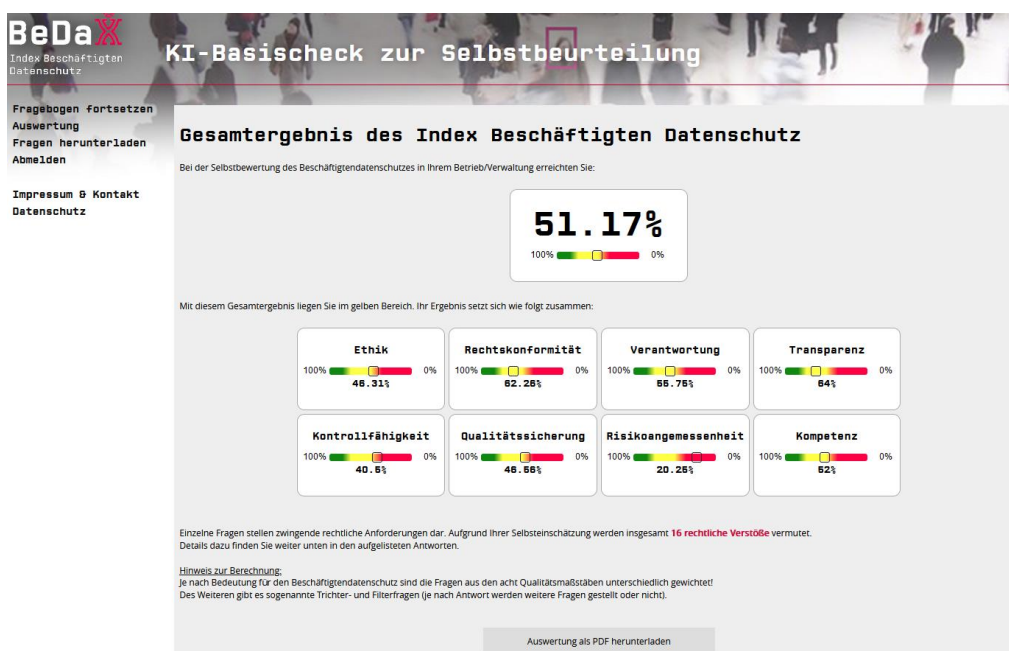 BeDaX
Index Beschäftigten
Datenschutz
KI-Basischeck zur Selbstbeurteilung
Fragebogen fortsetzen
Auswertung
Fragen herunterladen
Abmelden
Impressum & Kontakt
Datenschutz
Gesamtergebnis des Index Beschäftigten Datenschutz
Bei der Selbstbewertung des Beschäftigtendatenschutzes in Ihrem Betrieb/Verwaltung erreichten Sie:
51.17%
100% 0%
Mit diesem Gesamtergebnis liegen Sie im gelben Bereich. Ihr Ergebnis setzt sich wie folgt zusammen:
Ethik
100% 0%
46.31%
Rechtskonformität
100% 0%
62.25%
Verantwortung
100% 0%
55.75%
Transparenz
100% 0%
64%
Kontrollfähigkeit
100% 0%
40.5%
Qualitätssicherung
100% 0%
46.56%
Risikoangemessenheit
100% 0%
20.25%
Kompetenz
100% 0%
52%
Einzelne Fragen stellen zwingende rechtliche Anforderungen dar. Aufgrund Ihrer Selbsteinschätzung werden insgesamt 16 rechtliche Verstöße vermutet.
Details dazu finden Sie weiter unten in den aufgelisteten Antworten.
Hinweis zur Berechnung:
Je nach Bedeutung für den Beschäftigtendatenschutz sind die Fragen aus den acht Qualitätsmaßstäben unterschiedlich gewichtet!
Des Weiteren gibt es sogenannte Trichter- und Filterfragen (je nach Antwort werden weitere Fragen gestellt oder nicht).
Auswertung als PDF herunterladen